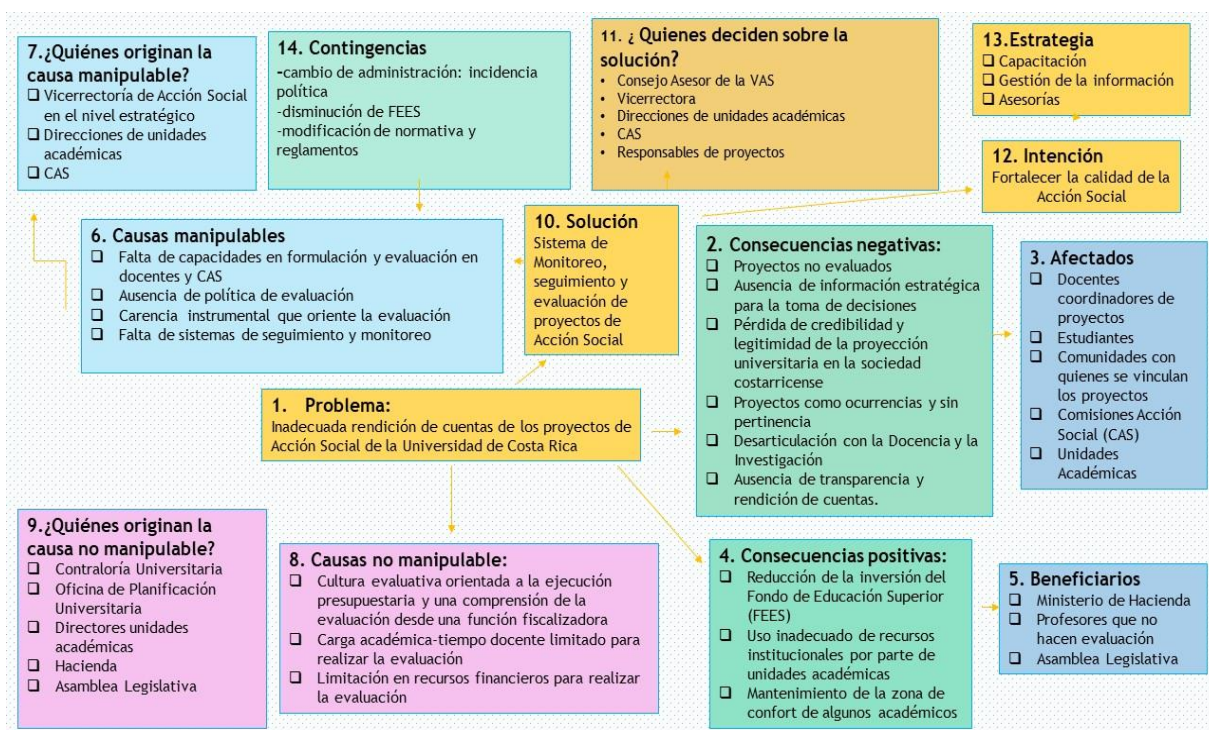 7.¿Quiénes originan la
causa manipulable?
❑ Vicerrectoría de Acción Social
en el nivel estratégico
❑ Direcciones de unidades
académicas
❑ CAS
14. Contingencias
-cambio de administración: incidencia
política
-disminución de FEES
-modificación de normativa y
reglamentos
11. ¿ Quienes deciden sobre la
solución?
• Consejo Asesor de la VAS
• Vicerrectora
• Direcciones de unidades académicas
• CAS
• Responsables de proyectos
13.Estrategia
❑ Capacitación
❑ Gestión de la información
❑ Asesorías
12. Intención
Fortalecer la calidad de la
Acción Social
6. Causas manipulables
❑ Falta de capacidades en formulación y evaluación en
docentes y CAS
❑ Ausencia de política de evaluación
❑ Carencia instrumental que oriente la evaluación
❑ Falta de sistemas de seguimiento y monitoreo
10. Solución
Sistema de
Monitoreo,
seguimiento y
evaluación de
proyectos de
Acción Social
2. Consecuencias negativas:
❑ Proyectos no evaluados
❑ Ausencia de información estratégica
para la toma de decisiones
❑ Pérdida de credibilidad y
legitimidad de la proyección
universitaria en la sociedad
costarricense
❑ Proyectos como ocurrencias y sin
pertinencia
❑ Desarticulación con la Docencia y la
Investigación
❑ Ausencia de transparencia y
rendición de cuentas.
3. Afectados
❑ Docentes
coordinadores de
proyectos
❑ Estudiantes
❑ Comunidades con
quienes se vinculan
los proyectos
❑ Comisiones Acción
Social (CAS)
❑ Unidades
Académicas
1. Problema:
Inadecuada rendición de cuentas de los proyectos de
Acción Social de la Universidad de Costa Rica
9.¿Quiénes originan la
causa no manipulable?
❑ Contraloría Universitaria
❑ Oficina de Planificación
Universitaria
❑ Directores unidades
académicas
❑ Hacienda
❑ Asamblea Legislativa
8. Causas no manipulable:
❑ Cultura evaluativa orientada a la ejecución
presupuestaria y una comprensión de la
evaluación desde una función fiscalizadora
❑ Carga académica-tiempo docente limitado para
realizar la evaluación
❑ Limitación en recursos financieros para realizar
la evaluación
4. Consecuencias positivas:
❑ Reducción de la inversión del
Fondo de Educación Superior
(FEES)
❑ Uso inadecuado de recursos
institucionales por parte de
unidades académicas
❑ Mantenimiento de la zona de
confort de algunos académicos
5. Beneficiarios
❑ Ministerio de Hacienda
❑ Profesores que no
hacen evaluación
❑ Asamblea Legislativa